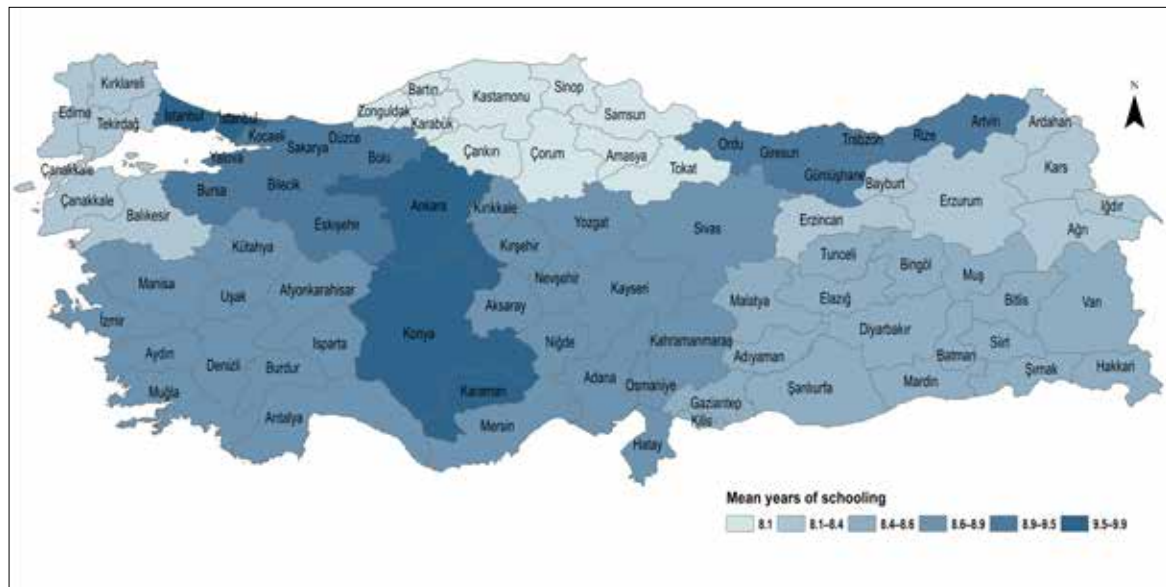 Kırklareli
Edirne
Tekirdağ
İstanbul
İstanbul
Kocaeli
Yalova
Sakarya
Düzce
Bolu
Zonguldak
Bartın
Karabük
Kastamonu
Sinop
Samsun
Çankırı
Çorum
Amasya
Tokat
Ordu
Giresun
Trabzon
Rize
Artvin
Gümüşhane
Bayburt
Ardahan
Kars
N
Çanakkale
Çanakkale
Balıkesir
Bursa
Bilecik
Eskişehir
Ankara
Kırıkkale
Yozgat
Sivas
Erzincan
Erzurum
Iğdır
Ağrı
Kütahya
Kırşehir
Nevşehir
Kayseri
Tunceli
Bingöl
Muş
Manisa
Uşak
Afyonkarahisar
Aksaray
Malatya
Elazığ
Bitlis
Van
İzmir
Aydın
Denizli
Isparta
Burdur
Konya
Niğde
Kahramanmaraş
Adıyaman
Diyarbakır
Batman
Siirt
Şırnak
Hakkari
Muğla
Antalya
Karaman
Mersin
Adana
Osmaniye
Gaziantep
Kilis
Şanlıurfa
Mardin
Hatay
Mean years of schooling
8.1 8.1–8.4 8.4–8.6 8.6–8.9 8.9–9.5 9.5–9.9